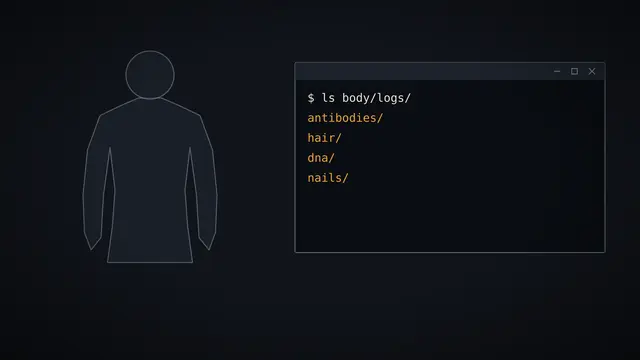 $ ls body/logs/
antibodies/
hair/
dna/
nails/